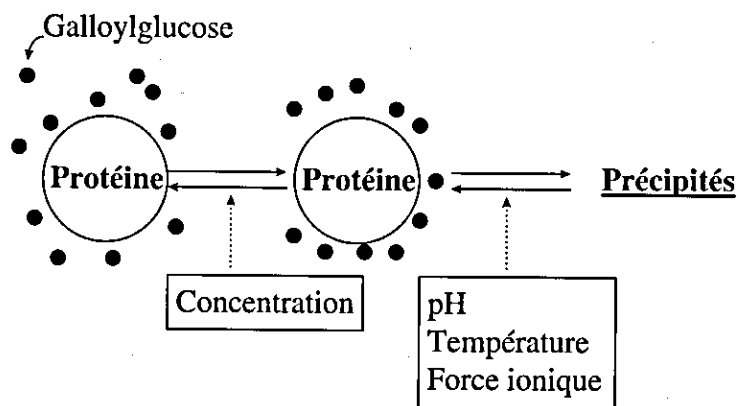 Galloylglucose
Protéine
Protéine
Précipités
Concentration
pH
Température
Force ionique